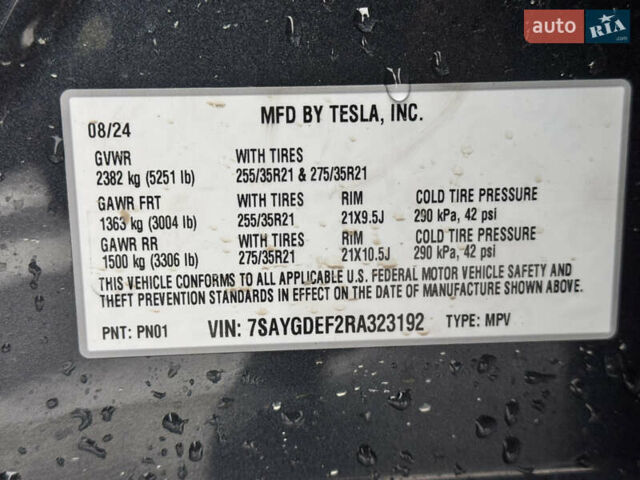 auto RIA.com
MFD BY TESLA, INC.
08/24
GVWR WITH TIRES
2382 kg (5251 lb) 255/35R21 & 275/35R21
GAWR FRT WITH TIRES RIM COLD TIRE PRESSURE
1363 kg (3004 lb) 255/35R21 21X9.5J 290 kPa, 42 psi
GAWR RR WITH TIRES RIM COLD TIRE PRESSURE
1500 kg (3306 lb) 275/35R21 21X10.5J 290 kPa, 42 psi
THIS VEHICLE CONFORMS TO ALL APPLICABLE U.S. FEDERAL MOTOR VEHICLE SAFETY AND
THEFT PREVENTION STANDARDS IN EFFECT ON THE DATE OF MANUFACTURE SHOWN ABOVE.
PNT: PN01 VIN: 7SAYGDEF2RA323192 TYPE: MPV